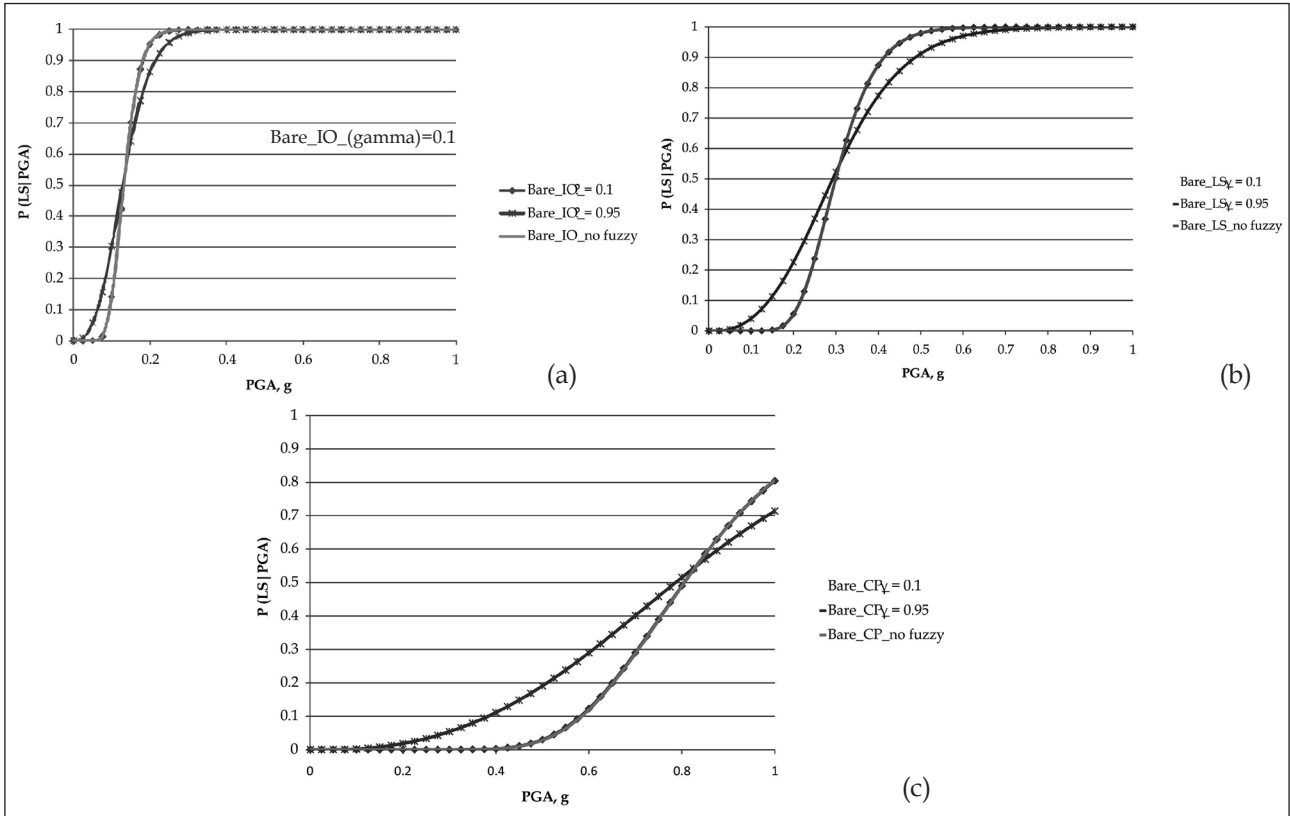 1
0.9
0.8
0.7
0.6
0.5
0.4
0.3
0.2
0.1
0
P (LS|PGA)
0 0.2 0.4 0.6 0.8 1
PGA, g
Bare_IO_(gamma)=0.1
Bare_IO?_= 0.1
Bare_IO?_= 0.95
Bare_IO_no fuzzy
(a)
1
0.9
0.8
0.7
0.6
0.5
0.4
0.3
0.2
0.1
0
P (LS|PGA)
0 0.1 0.2 0.3 0.4 0.5 0.6 0.7 0.8 0.9 1
PGA, g
Bare_LSγ_= 0.1
Bare_LSγ_= 0.95
Bare_LS_no fuzzy
(b)
1
0.9
0.8
0.7
0.6
0.5
0.4
0.3
0.2
0.1
0
P (LS|PGA)
0 0.2 0.4 0.6 0.8 1
PGA, g
Bare_CPγ_= 0.1
Bare_CPγ_= 0.95
Bare_CP_no fuzzy
(c)